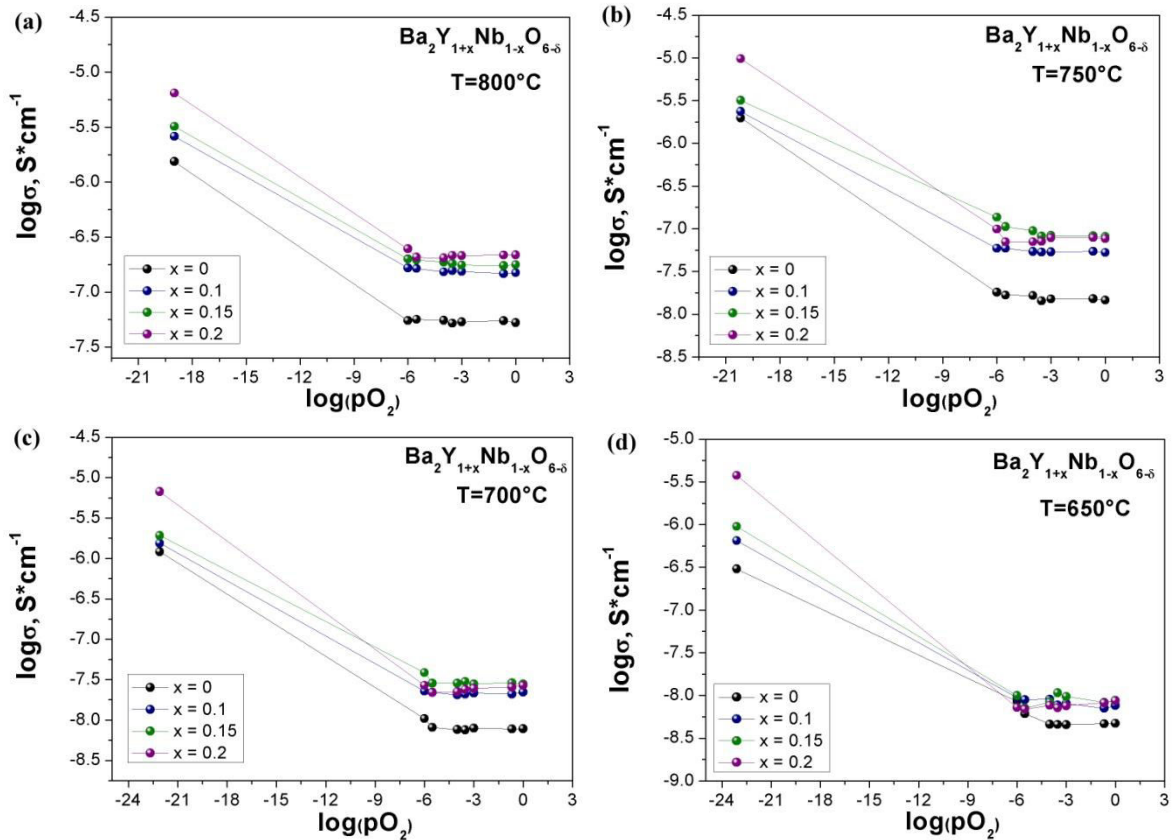 (a)
Ba₂Y₁₊ₓNb₁₋ₓO₆₋δ
T=800°C
logσ, S*cm⁻¹
-4.5
-5.0
-5.5
-6.0
-6.5
-7.0
-7.5
x = 0
x = 0.1
x = 0.15
x = 0.2
-21 -18 -15 -12 -9 -6 -3 0 3
log(pO₂)
(b)
Ba₂Y₁₊ₓNb₁₋ₓO₆₋δ
T=750°C
logσ, S*cm⁻¹
-4.5
-5.0
-5.5
-6.0
-6.5
-7.0
-7.5
-8.0
-8.5
x = 0
x = 0.1
x = 0.15
x = 0.2
-21 -18 -15 -12 -9 -6 -3 0 3
log(pO₂)
(c)
Ba₂Y₁₊ₓNb₁₋ₓO₆₋δ
T=700°C
logσ, S*cm⁻¹
-4.5
-5.0
-5.5
-6.0
-6.5
-7.0
-7.5
-8.0
-8.5
x = 0
x = 0.1
x = 0.15
x = 0.2
-24 -21 -18 -15 -12 -9 -6 -3 0 3
log(pO₂)
(d)
Ba₂Y₁₊ₓNb₁₋ₓO₆₋δ
T=650°C
logσ, S*cm⁻¹
-5.0
-5.5
-6.0
-6.5
-7.0
-7.5
-8.0
-8.5
-9.0
x = 0
x = 0.1
x = 0.15
x = 0.2
-24 -21 -18 -15 -12 -9 -6 -3 0 3
log(pO₂)